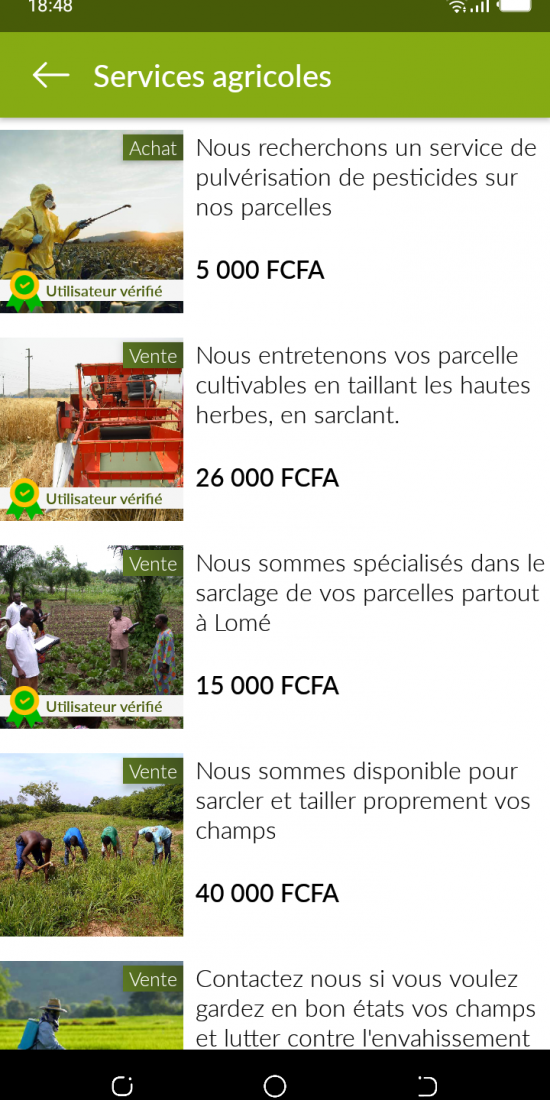 18:48
Services agricoles
Achat
Nous recherchons un service de
pulvérisation de pesticides sur
nos parcelles
5 000 FCFA
Utilisateur vérifié
Vente
Nous entretenons vos parcelle
cultivables en taillant les hautes
herbes, en sarclant.
26 000 FCFA
Utilisateur vérifié
Vente
Nous sommes spécialisés dans le
sarclage de vos parcelles partout
à Lomé
15 000 FCFA
Utilisateur vérifié
Vente
Nous sommes disponible pour
sarcler et tailler proprement vos
champs
40 000 FCFA
Vente
Contactez nous si vous voulez
gardez en bon états vos champs
et lutter contre l'envahissement